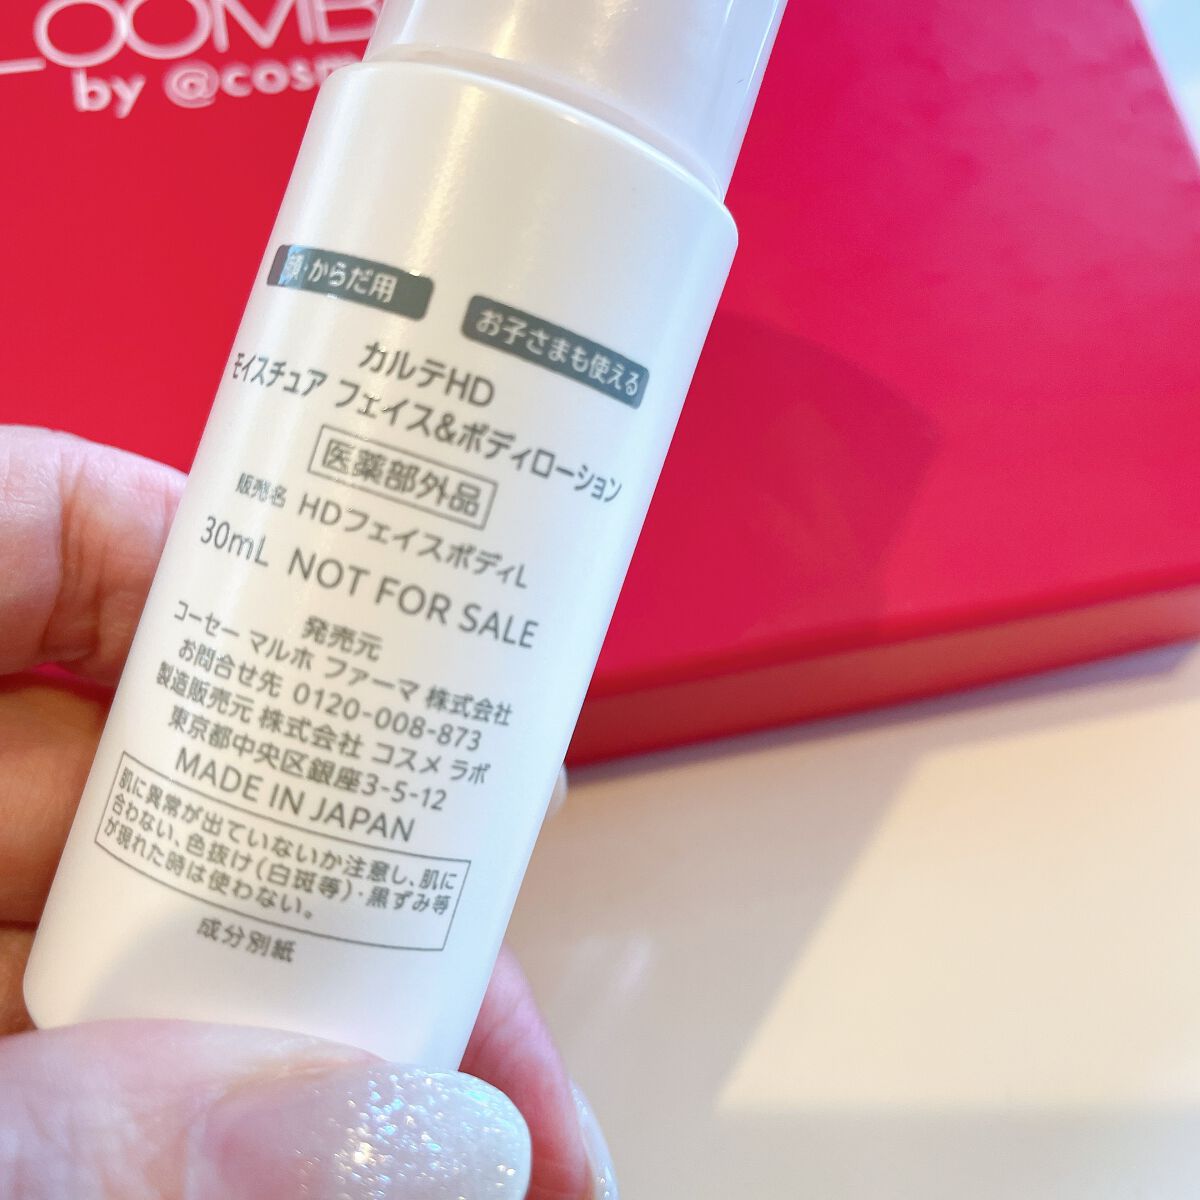 OOMB
by @cosm
顔・からだ用
お子さまも使える
カルテHD
モイスチュア フェイス&ボディローション
医薬部外品
販売名 HDフェイスボディL
30mL NOT FOR SALE
発売元
コーセー マルホ ファーマ 株式会社
お問合せ先 0120-008-873
製造販売元 株式会社 コスメ ラボ
東京都中央区銀座3-5-12
MADE IN JAPAN
肌に異常が出ていないか注意し、肌に
合わない、色抜け(白斑等)・黒ずみ等
が現れた時は使わない。
成分別紙